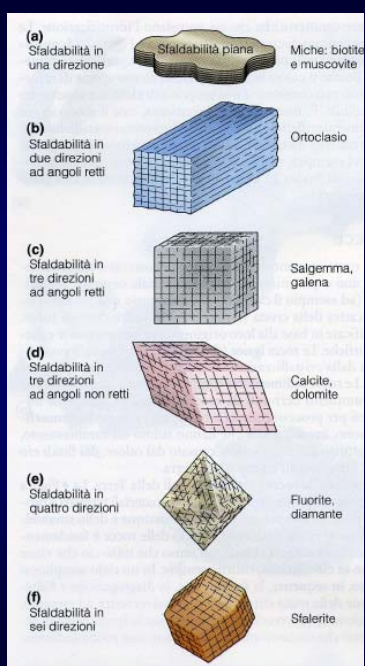 (a)
Sfaldabilità in
una direzione
Sfaldabilità piana
Miche: biotite
e muscovite
(b)
Sfaldabilità in
due direzioni
ad angoli retti
Ortoclasio
(c)
Sfaldabilità in
tre direzioni
ad angoli retti
Salgemma,
galena
(d)
Sfaldabilità in
tre direzioni
ad angoli non retti
Calcite,
dolomite
(e)
Sfaldabilità in
quattro direzioni
Fluorite,
diamante
(f)
Sfaldabilità in
sei direzioni
Sfalerite